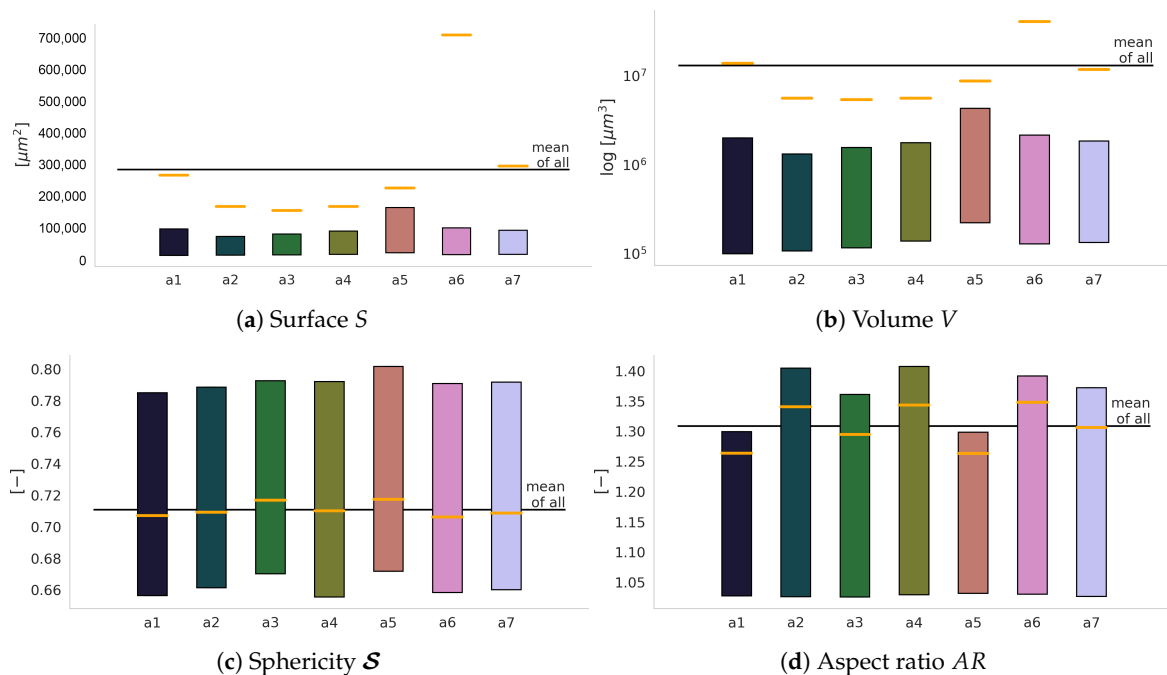 700,000
600,000
500,000
400,000
300,000
200,000
100,000
0
[μm²]
mean
of all
a1 a2 a3 a4 a5 a6 a7
(a) Surface S
10⁷
10⁶
10⁵
log [μm³]
mean
of all
a1 a2 a3 a4 a5 a6 a7
(b) Volume V
0.80
0.78
0.76
0.74
0.72
0.70
0.68
0.66
[−]
mean
of all
a1 a2 a3 a4 a5 a6 a7
(c) Sphericity 𝓢
1.40
1.35
1.30
1.25
1.20
1.15
1.10
1.05
[−]
mean
of all
a1 a2 a3 a4 a5 a6 a7
(d) Aspect ratio AR